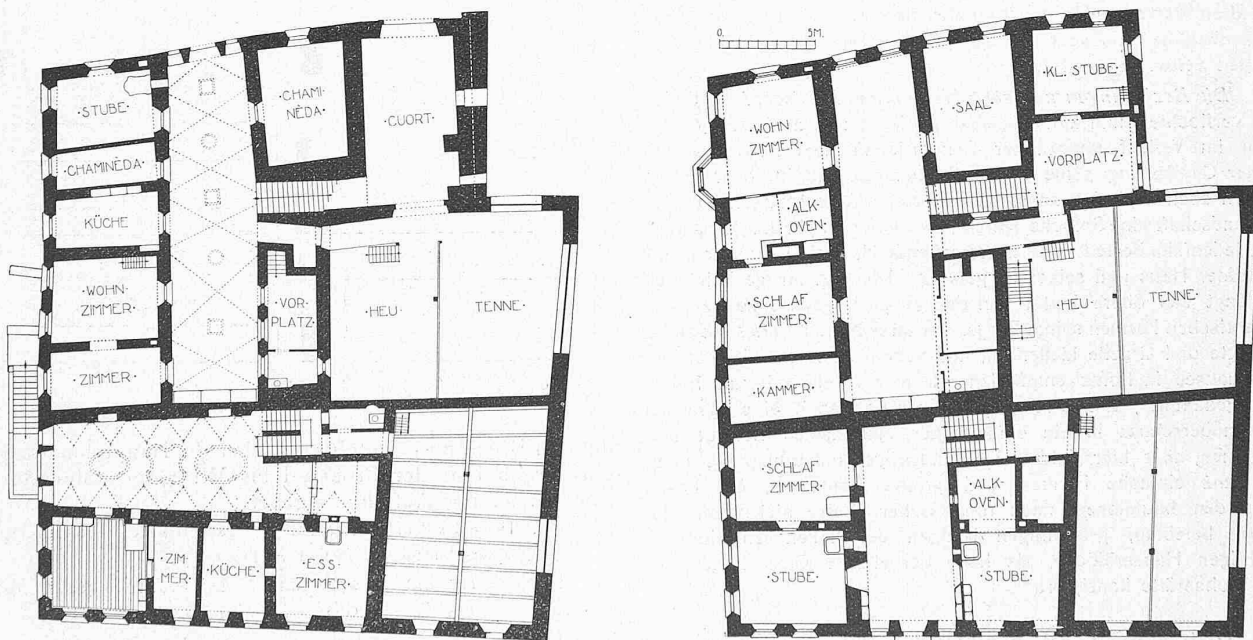 ·STUBE·
·CHAMINÈDA·
KÜCHE·
·WOHN-
ZIMMER·
·ZIMMER·
·CHAMI-
NÈDA·
·CUORT·
·VOR-
PLATZ·
·HEU·
·TENNE·
·ZIM-
MER·
·KÜCHE·
·ESS-
ZIMMER·
0. 5M.
·WOHN
ZIMMER·
·ALK-
OVEN·
·SCHLAF
ZIMMER·
·KAMMER·
·SCHLAF
ZIMMER·
·STUBE·
·SAAL·
·KL. STUBE·
·VORPLATZ·
·HEU·
·TENNE·
·ALK-
OVEN·
·STUBE·